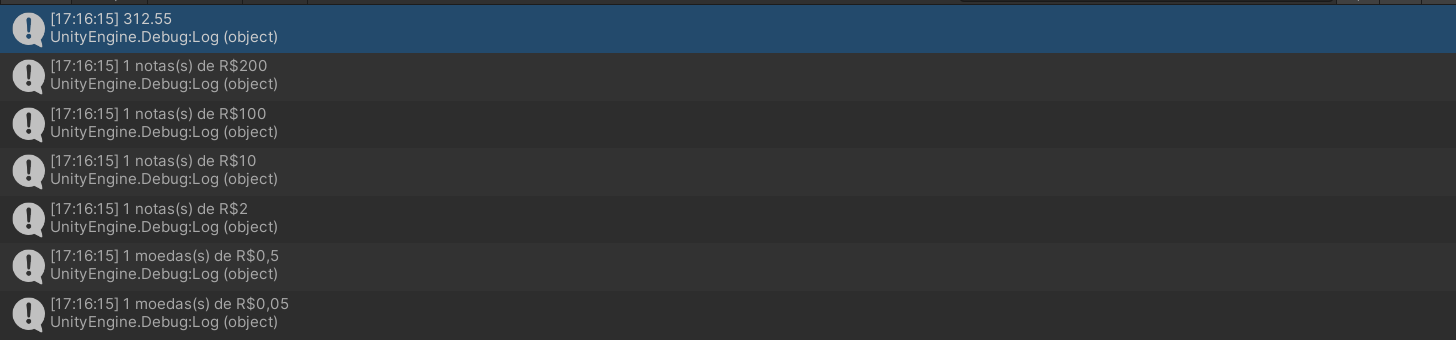 [17:16:15] 312.55
UnityEngine.Debug:Log (object)
[17:16:15] 1 notas(s) de R$200
UnityEngine.Debug:Log (object)
[17:16:15] 1 notas(s) de R$100
UnityEngine.Debug:Log (object)
[17:16:15] 1 notas(s) de R$10
UnityEngine.Debug:Log (object)
[17:16:15] 1 notas(s) de R$2
UnityEngine.Debug:Log (object)
[17:16:15] 1 moedas(s) de R$0,5
UnityEngine.Debug:Log (object)
[17:16:15] 1 moedas(s) de R$0,05
UnityEngine.Debug:Log (object)